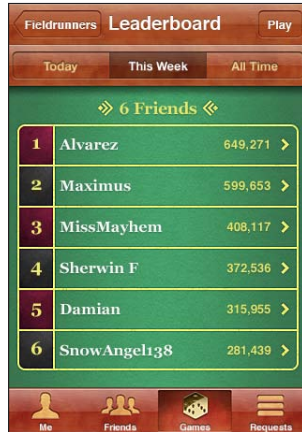 Fieldrunners Leaderboard Play
Today This Week All Time
6 Friends
1 Alvarez 649,271
2 Maximus 599,653
3 MissMayhem 408,117
4 Sherwin F 372,536
5 Damian 315,955
6 SnowAngel138 281,439
Me Friends Games Requests